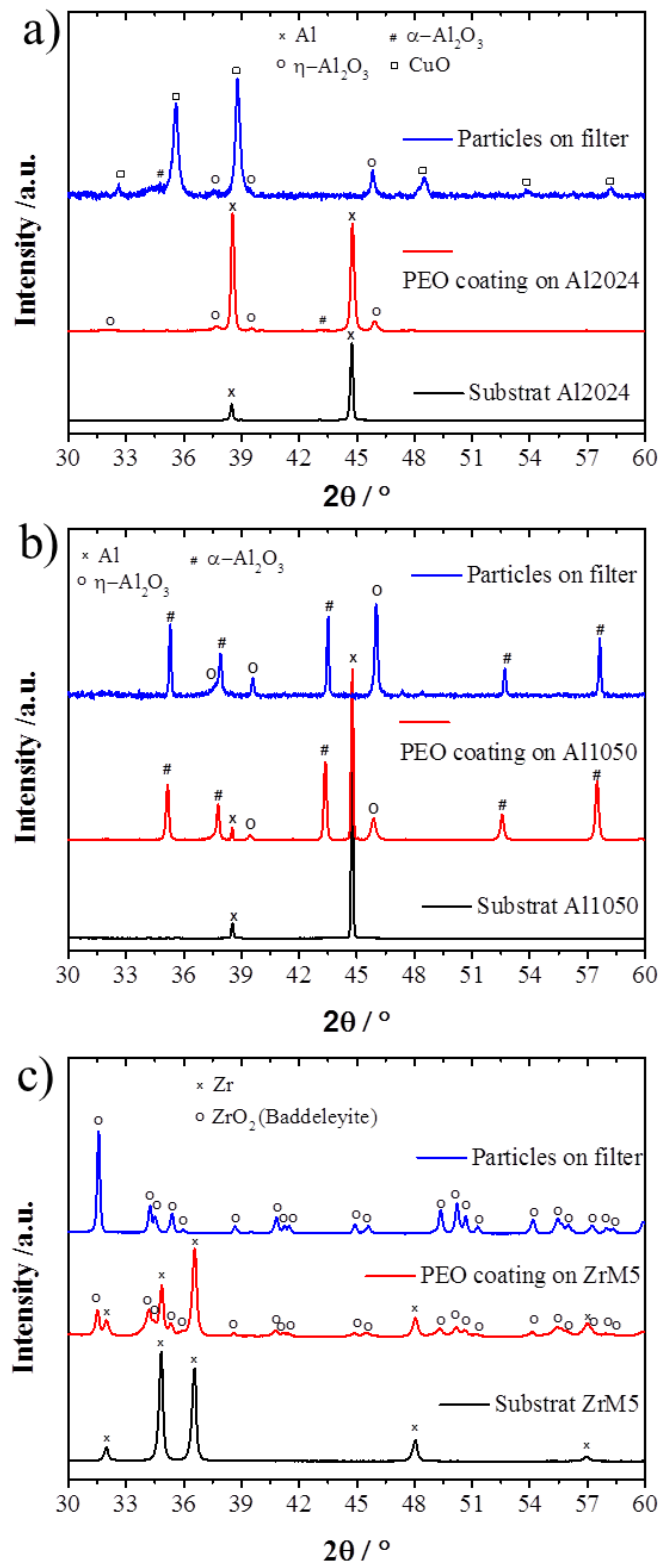 a)
× Al # α−Al2O3
o η−Al2O3 □ CuO
□ □
Particles on filter
□ # o o o □ □ □
x x
PEO coating on Al2024
o o o # o
x
Substrat Al2024
x
Intensity /a.u.
30 33 36 39 42 45 48 51 54 57 60
2θ / °
b)
× Al # α−Al2O3
o η−Al2O3
Particles on filter
# o # o # o # #
x
PEO coating on Al1050
# # x o # o # #
Substrat Al1050
x
Intensity /a.u.
30 33 36 39 42 45 48 51 54 57 60
2θ / °
c)
× Zr
o ZrO2 (Baddeleyite)
Particles on filter
PEO coating on ZrM5
Substrat ZrM5
x x x x x
Intensity /a.u.
30 33 36 39 42 45 48 51 54 57 60
2θ / °